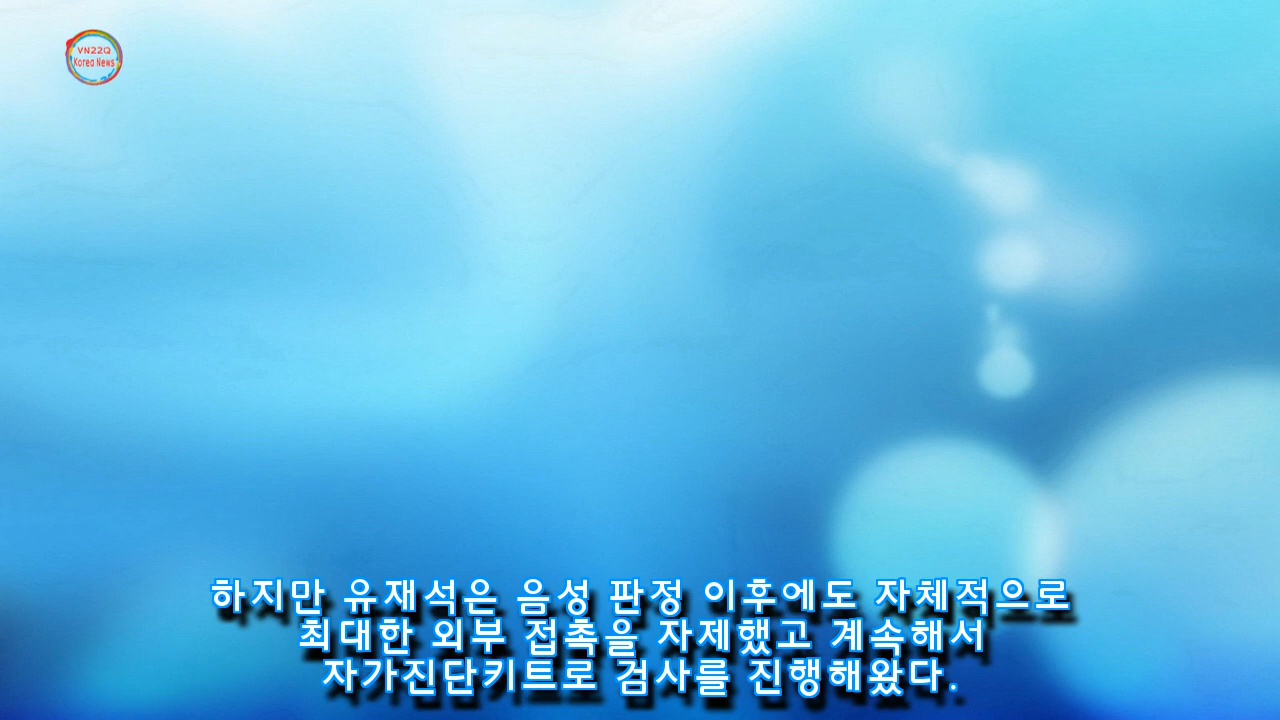 VN22Q
Korea News
하지만 유재석은 음성 판정 이후에도 자체적으로
최대한 외부 접촉을 자제했고 계속해서
자가진단키트로 검사를 진행해왔다.